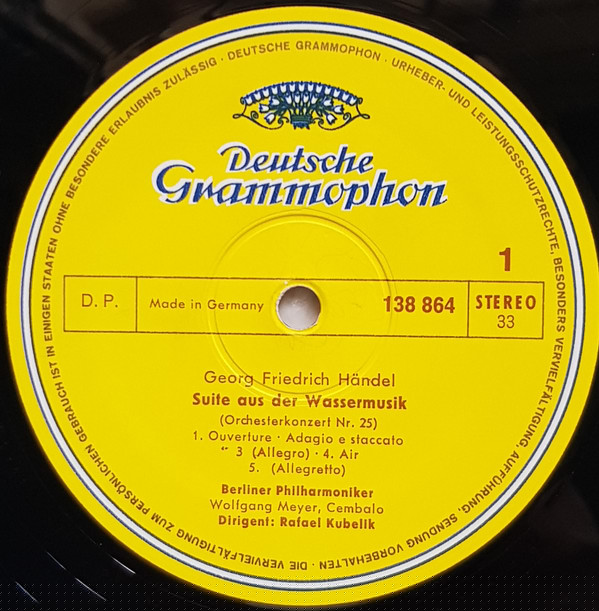 DIE VERVIELFÄLTIGUNG ZUM PERSÖNLICHEN GEBRAUCH IST IN EINIGEN STAATEN OHNE BESONDERE ERLAUBNIS ZULÄSSIG · DEUTSCHE GRAMMOPHON · URHEBER- UND LEISTUNGSSCHUTZRECHTE, BESONDERS VERVIELFÄLTIGUNG, AUFFÜHRUNG, SENDUNG VORBEHALTEN ·
Deutsche
Grammophon
1
D. P. Made in Germany 138 864 STEREO
33
Georg Friedrich Händel
Suite aus der Wassermusik
(Orchesterkonzert Nr. 25)
1. Ouverture · Adagio e staccato
“ 3 (Allegro) · 4. Air
5. (Allegretto)
Berliner Philharmoniker
Wolfgang Meyer, Cembalo
Dirigent: Rafael Kubelik